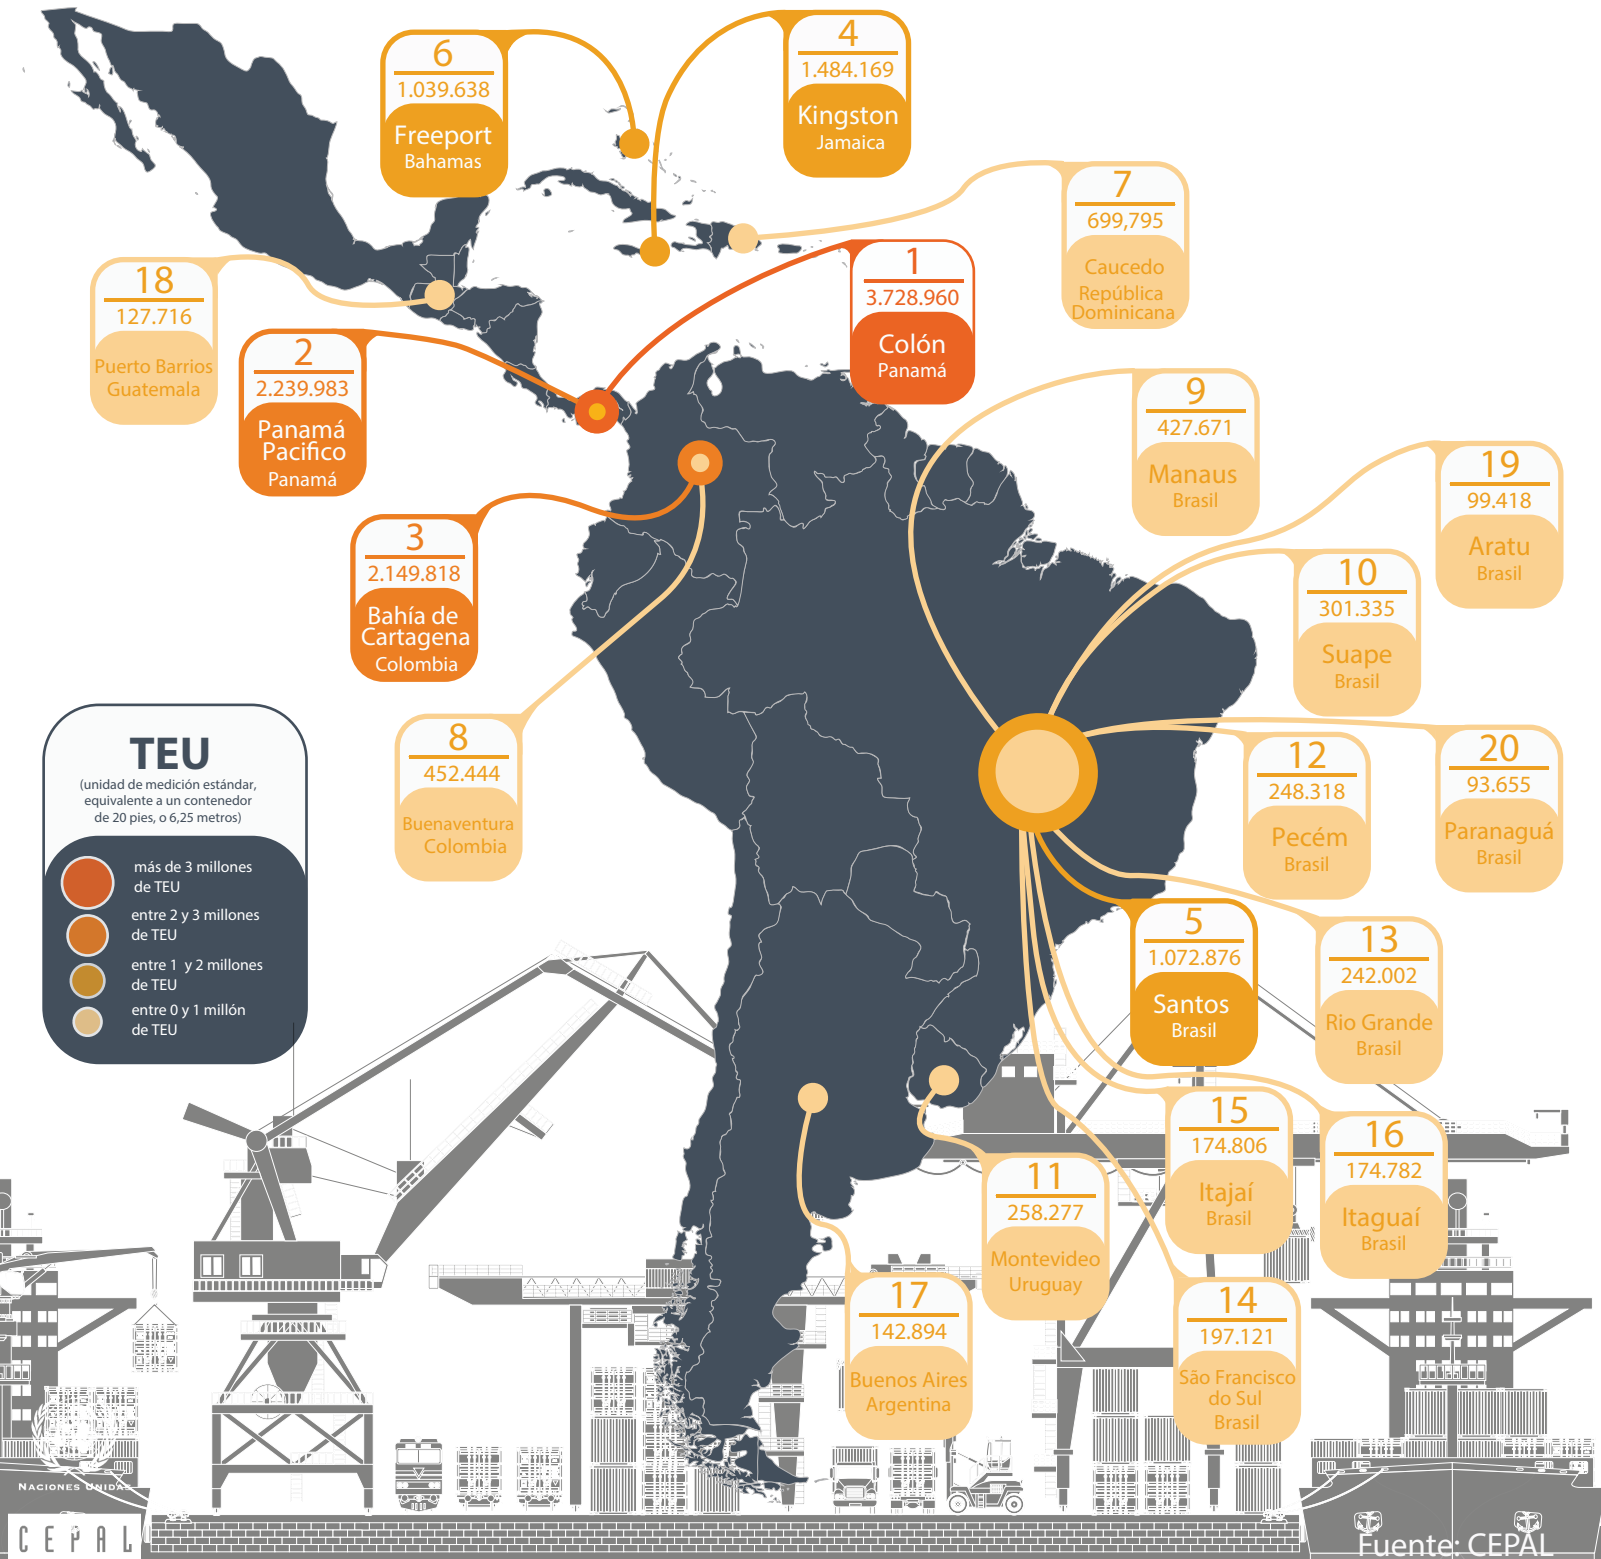 6
1.039.638
Freeport
Bahamas
4
1.484.169
Kingston
Jamaica
7
699,795
Caucedo
República
Dominicana
18
127.716
Puerto Barrios
Guatemala
2
2.239.983
Panamá
Pacifico
Panamá
1
3.728.960
Colón
Panamá
9
427.671
Manaus
Brasil
19
99.418
Aratu
Brasil
3
2.149.818
Bahía de
Cartagena
Colombia
10
301.335
Suape
Brasil
8
452.444
Buenaventura
Colombia
12
248.318
Pecém
Brasil
20
93.655
Paranaguá
Brasil
TEU
(unidad de medición estándar,
equivalente a un contenedor
de 20 pies, o 6,25 metros)
más de 3 millones
de TEU
entre 2 y 3 millones
de TEU
entre 1 y 2 millones
de TEU
entre 0 y 1 millón
de TEU
5
1.072.876
Santos
Brasil
13
242.002
Rio Grande
Brasil
15
174.806
Itajaí
Brasil
16
174.782
Itaguaí
Brasil
11
258.277
Montevideo
Uruguay
17
142.894
Buenos Aires
Argentina
14
197.121
São Francisco
do Sul
Brasil
NACIONES UNIDAS
CEPAL
Fuente: CEPAL